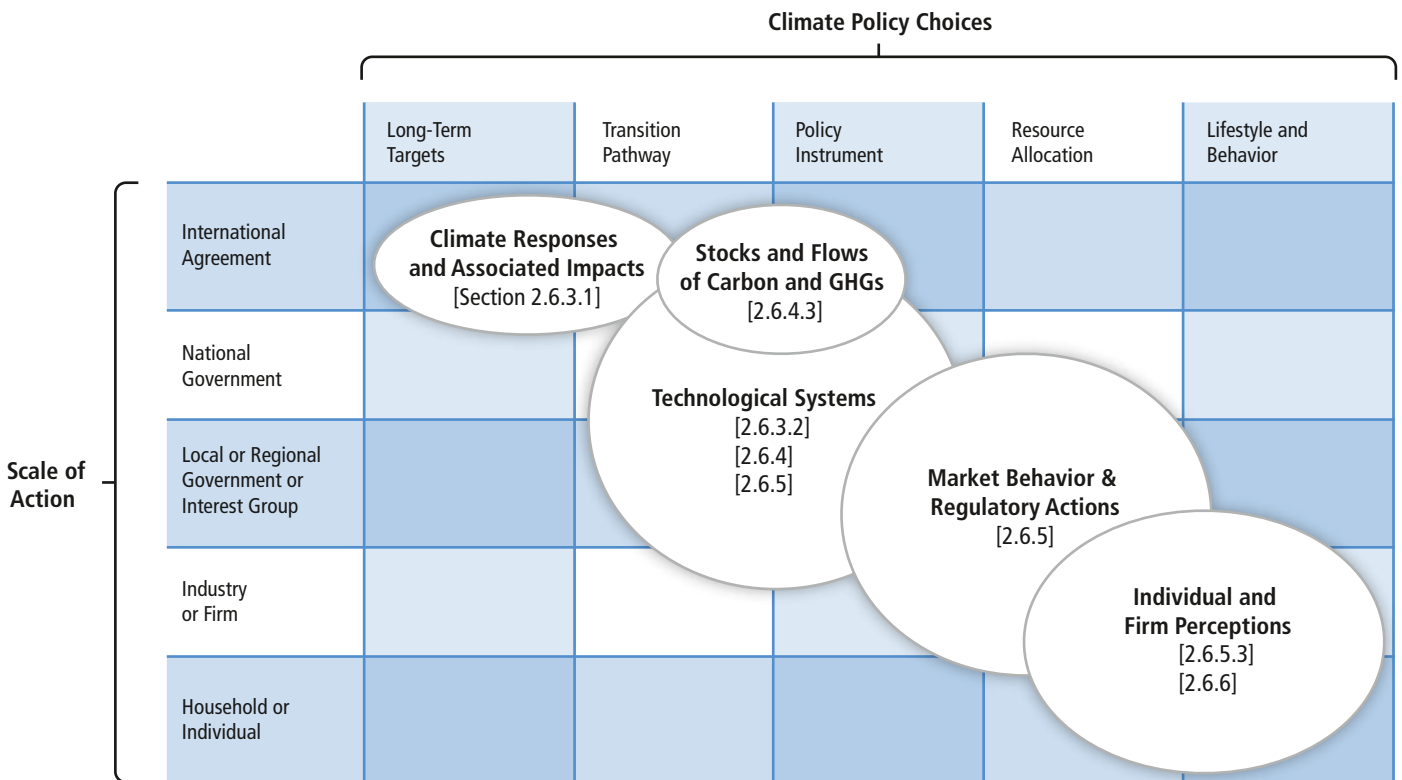 Climate Policy Choices
Long-Term
Targets
Transition
Pathway
Policy
Instrument
Resource
Allocation
Lifestyle and
Behavior
Scale of
Action
International
Agreement
National
Government
Local or Regional
Government or
Interest Group
Industry
or Firm
Household or
Individual
Climate Responses
and Associated Impacts
[Section 2.6.3.1]
Stocks and Flows
of Carbon and GHGs
[2.6.4.3]
Technological Systems
[2.6.3.2]
[2.6.4]
[2.6.5]
Market Behavior &
Regulatory Actions
[2.6.5]
Individual and
Firm Perceptions
[2.6.5.3]
[2.6.6]